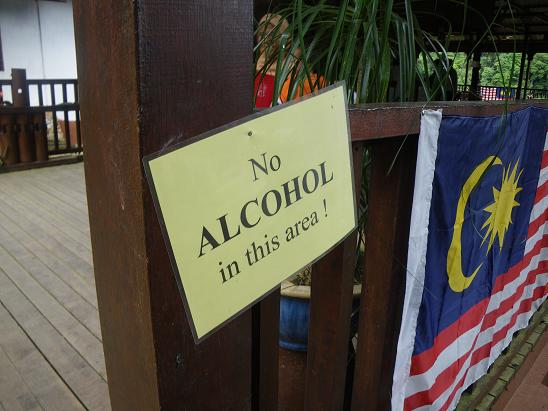 No
ALCOHOL
in this area !